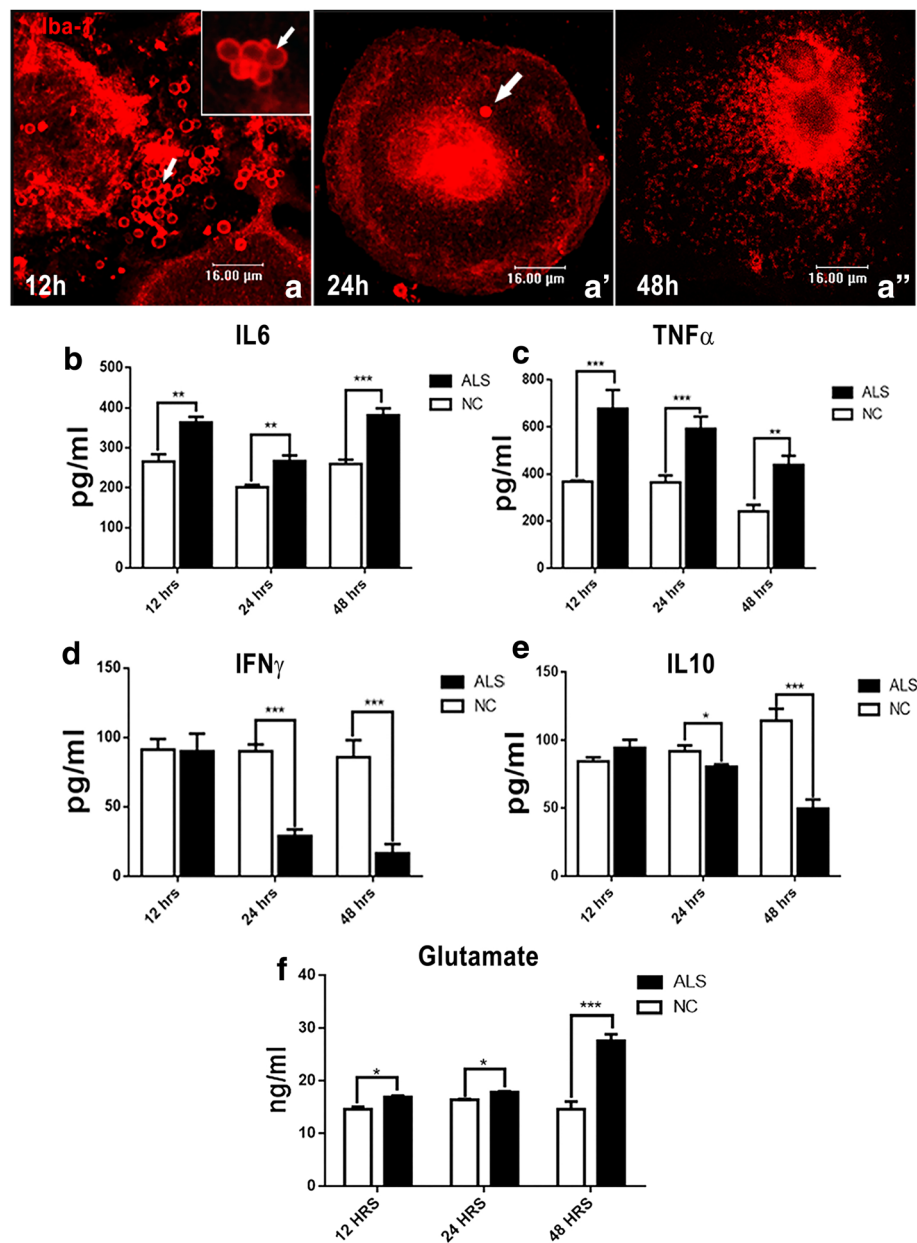 Iba-1
12h
16.00 µm
a
24h
16.00 µm
a'
48h
16.00 µm
a"
b
IL6
pg/ml
500
400
300
200
100
0
**
**
***
12 hrs
24 hrs
48 hrs
ALS
NC
c
TNFα
pg/ml
800
600
400
200
0
***
***
**
12 hrs
24 hrs
48 hrs
ALS
NC
d
IFNγ
pg/ml
150
100
50
0
***
***
12 hrs
24 hrs
48 hrs
ALS
NC
e
IL10
pg/ml
150
100
50
0
*
***
12 hrs
24 hrs
48 hrs
ALS
NC
f
Glutamate
ng/ml
40
30
20
10
0
*
*
***
12 HRS
24 HRS
48 HRS
ALS
NC